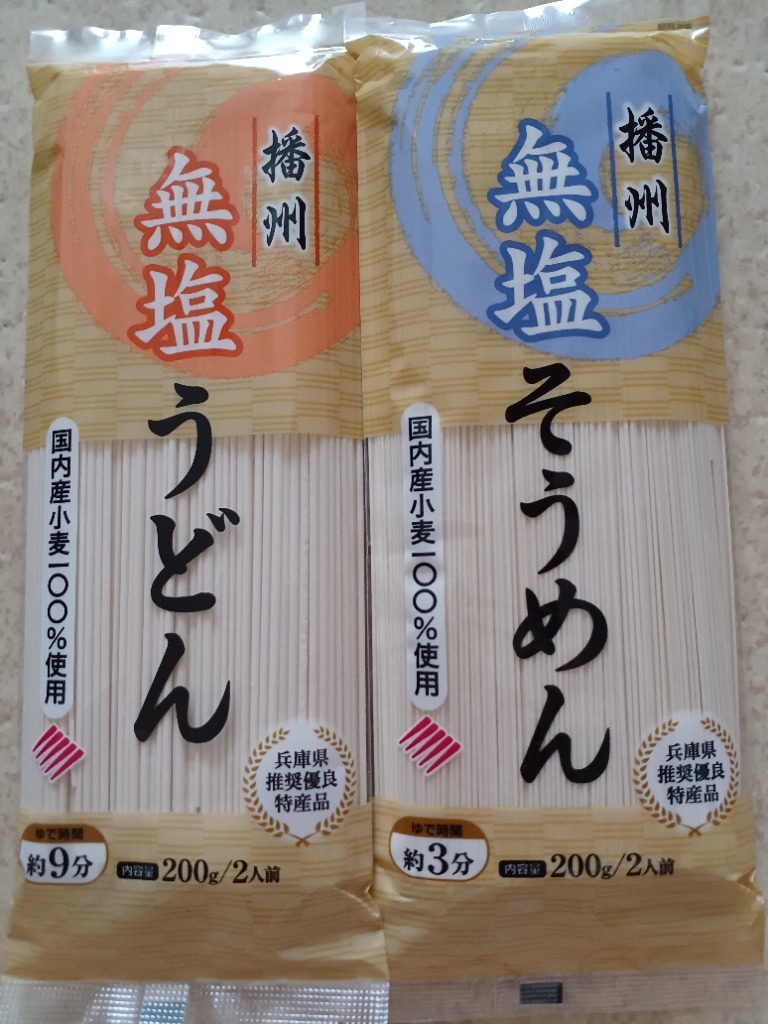 播州
無塩
うどん
国内産小麦一〇〇%使用
兵庫県
推奨優良
特産品
ゆで時間
約9分
内容量 200g/2人前
播州
無塩
そうめん
国内産小麦一〇〇%使用
兵庫県
推奨優良
特産品
ゆで時間
約3分
内容量 200g/2人前